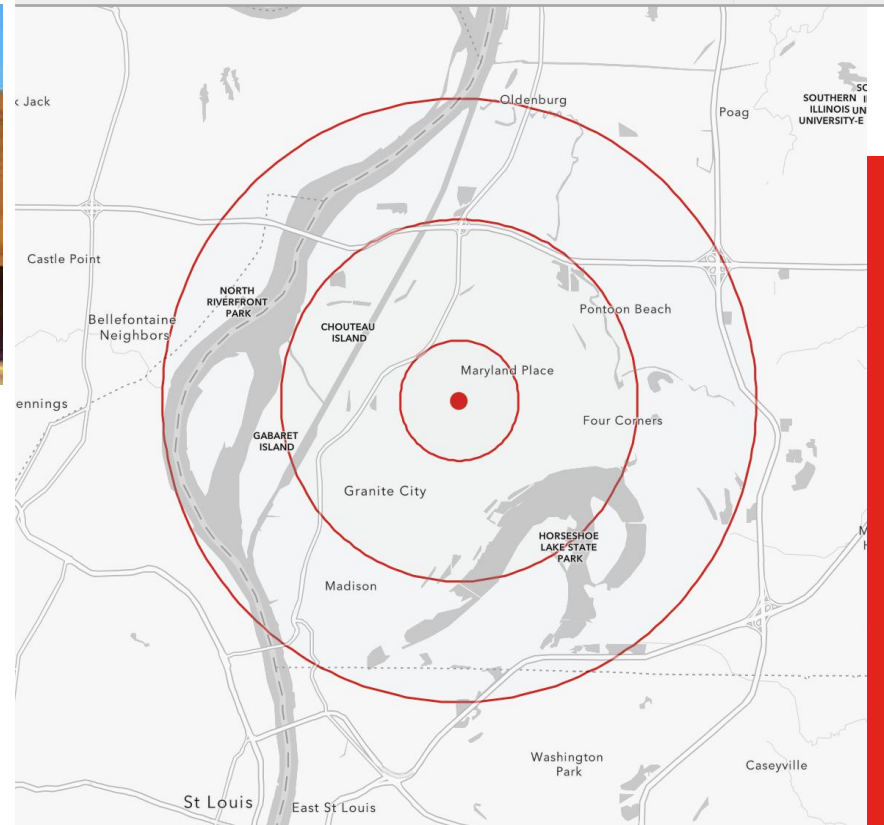 Oldenburg
k Jack
Poag
SOUTHERN
ILLINOIS UN
UNIVERSITY-E
Castle Point
NORTH
RIVERFRONT
PARK
Bellefontaine
Neighbors
CHOUTEAU
ISLAND
Pontoon Beach
Maryland Place
ennings
Four Corners
GABARET
ISLAND
Granite City
HORSESHOE
LAKE STATE
PARK
Madison
Washington
Park
Caseyville
St Louis
East St Louis